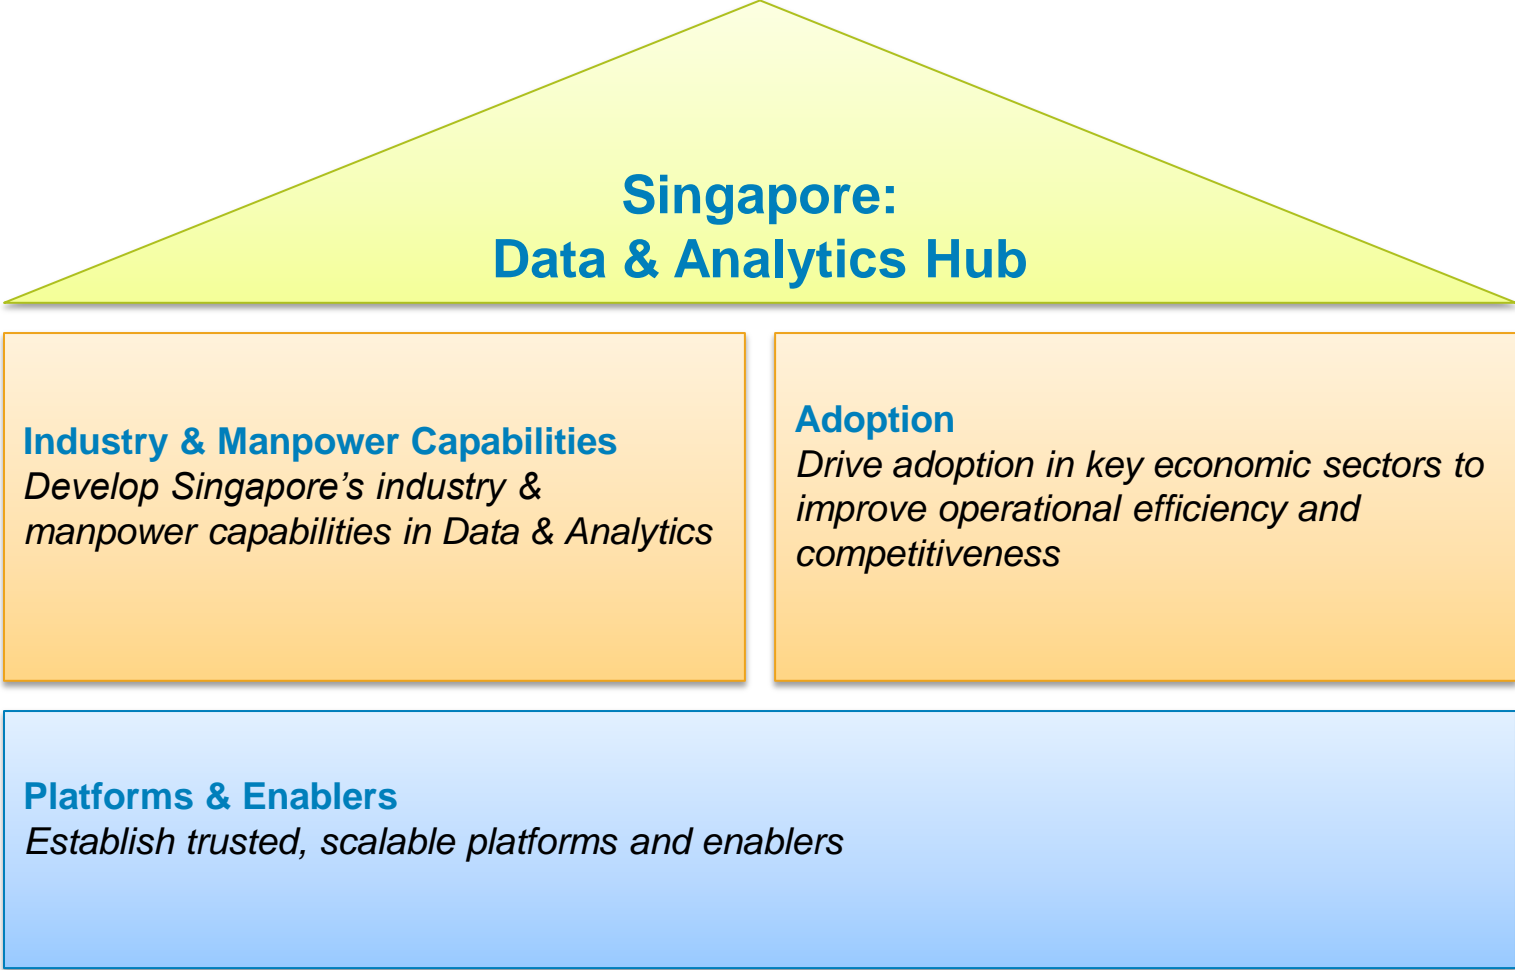 Singapore:
Data & Analytics Hub
Industry & Manpower Capabilities
Develop Singapore’s industry &
manpower capabilities in Data & Analytics
Adoption
Drive adoption in key economic sectors to
improve operational efficiency and
competitiveness
Platforms & Enablers
Establish trusted, scalable platforms and enablers